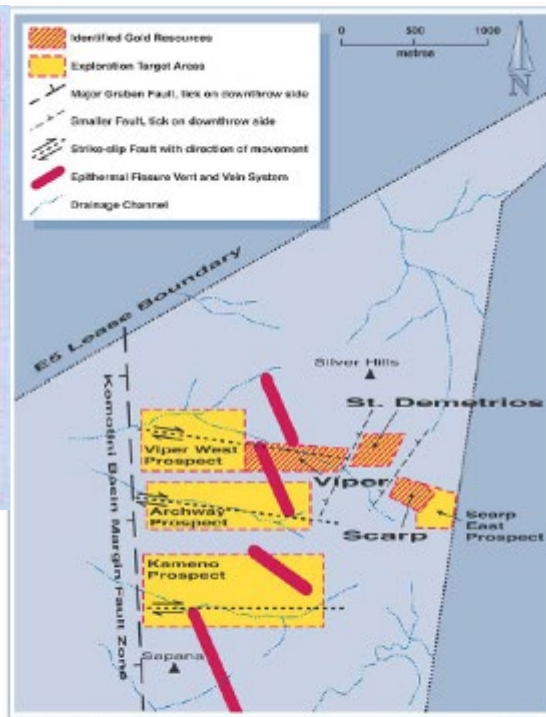 Identified Gold Resources
Exploration Target Areas
Major Graben Fault, tick on downthrow side
Smaller Fault, tick on downthrow side
Strike-slip Fault with direction of movement
Epithermal Fissure Vent and Vein System
Drainage Channel
0 500 1000
metres
N
E5 Lease Boundary
Silver Hills
St. Demetrios
Viper West
Prospect
Viper
Archway
Prospect
Scarp
Scarp
East
Prospect
Kameno
Prospect
Komotini Basin Margin Fault Zone
Sapana